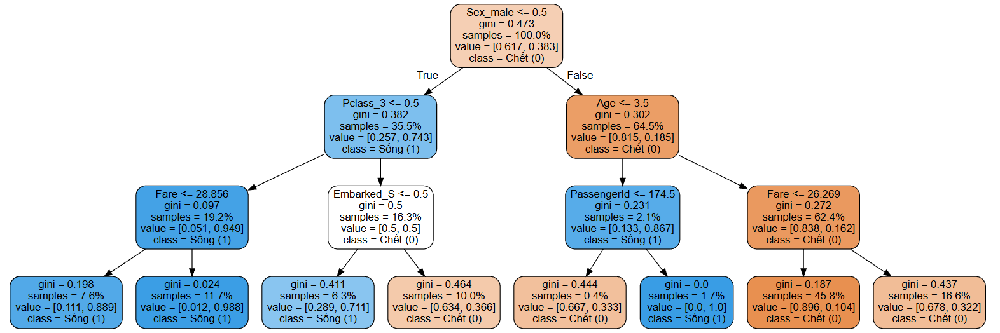 Sex_male <= 0.5
gini = 0.473
samples = 100.0%
value = [0.617, 0.383]
class = Chết (0)
True
False
Pclass_3 <= 0.5
gini = 0.382
samples = 35.5%
value = [0.257, 0.743]
class = Sống (1)
Age <= 3.5
gini = 0.302
samples = 64.5%
value = [0.815, 0.185]
class = Chết (0)
Fare <= 28.856
gini = 0.097
samples = 19.2%
value = [0.051, 0.949]
class = Sống (1)
Embarked_S <= 0.5
gini = 0.5
samples = 16.3%
value = [0.5, 0.5]
class = Chết (0)
PassengerId <= 174.5
gini = 0.231
samples = 2.1%
value = [0.133, 0.867]
class = Sống (1)
Fare <= 26.269
gini = 0.272
samples = 62.4%
value = [0.838, 0.162]
class = Chết (0)
gini = 0.198
samples = 7.6%
value = [0.111, 0.889]
class = Sống (1)
gini = 0.024
samples = 11.7%
value = [0.012, 0.988]
class = Sống (1)
gini = 0.411
samples = 6.3%
value = [0.289, 0.711]
class = Sống (1)
gini = 0.464
samples = 10.0%
value = [0.634, 0.366]
class = Chết (0)
gini = 0.444
samples = 0.4%
value = [0.667, 0.333]
class = Chết (0)
gini = 0.0
samples = 1.7%
value = [0.0, 1.0]
class = Sống (1)
gini = 0.187
samples = 45.8%
value = [0.896, 0.104]
class = Chết (0)
gini = 0.437
samples = 16.6%
value = [0.678, 0.322]
class = Chết (0)